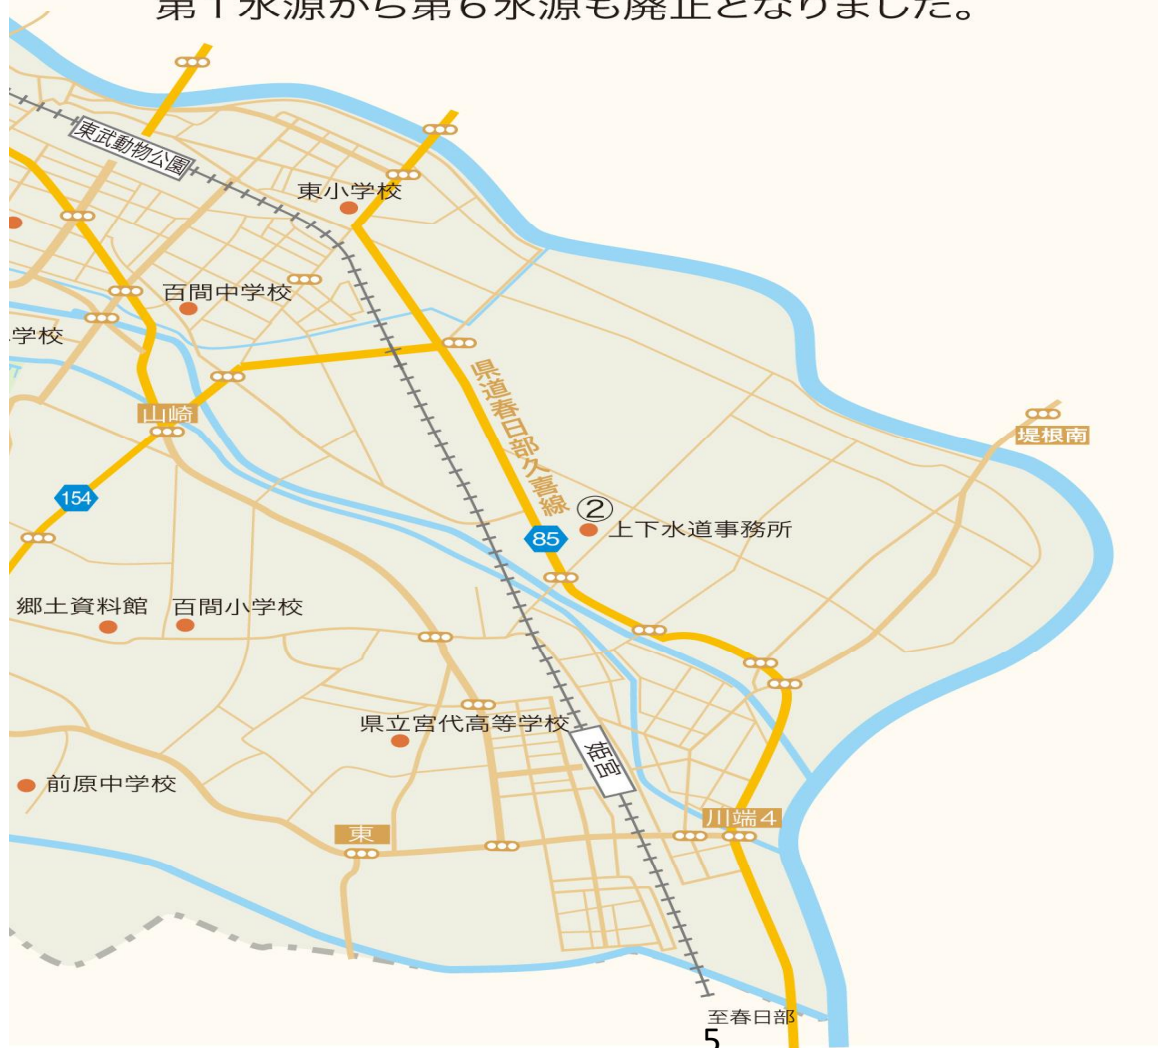 第1水源から第6水源も廃止となりました。
東武動物公園
東小学校
百間中学校
学校
山崎
県道春日部久喜線
堤根南
154
②
85
上下水道事務所
郷土資料館
百間小学校
県立宮代高等学校
姫宮
前原中学校
川端4
東
至春日部
5